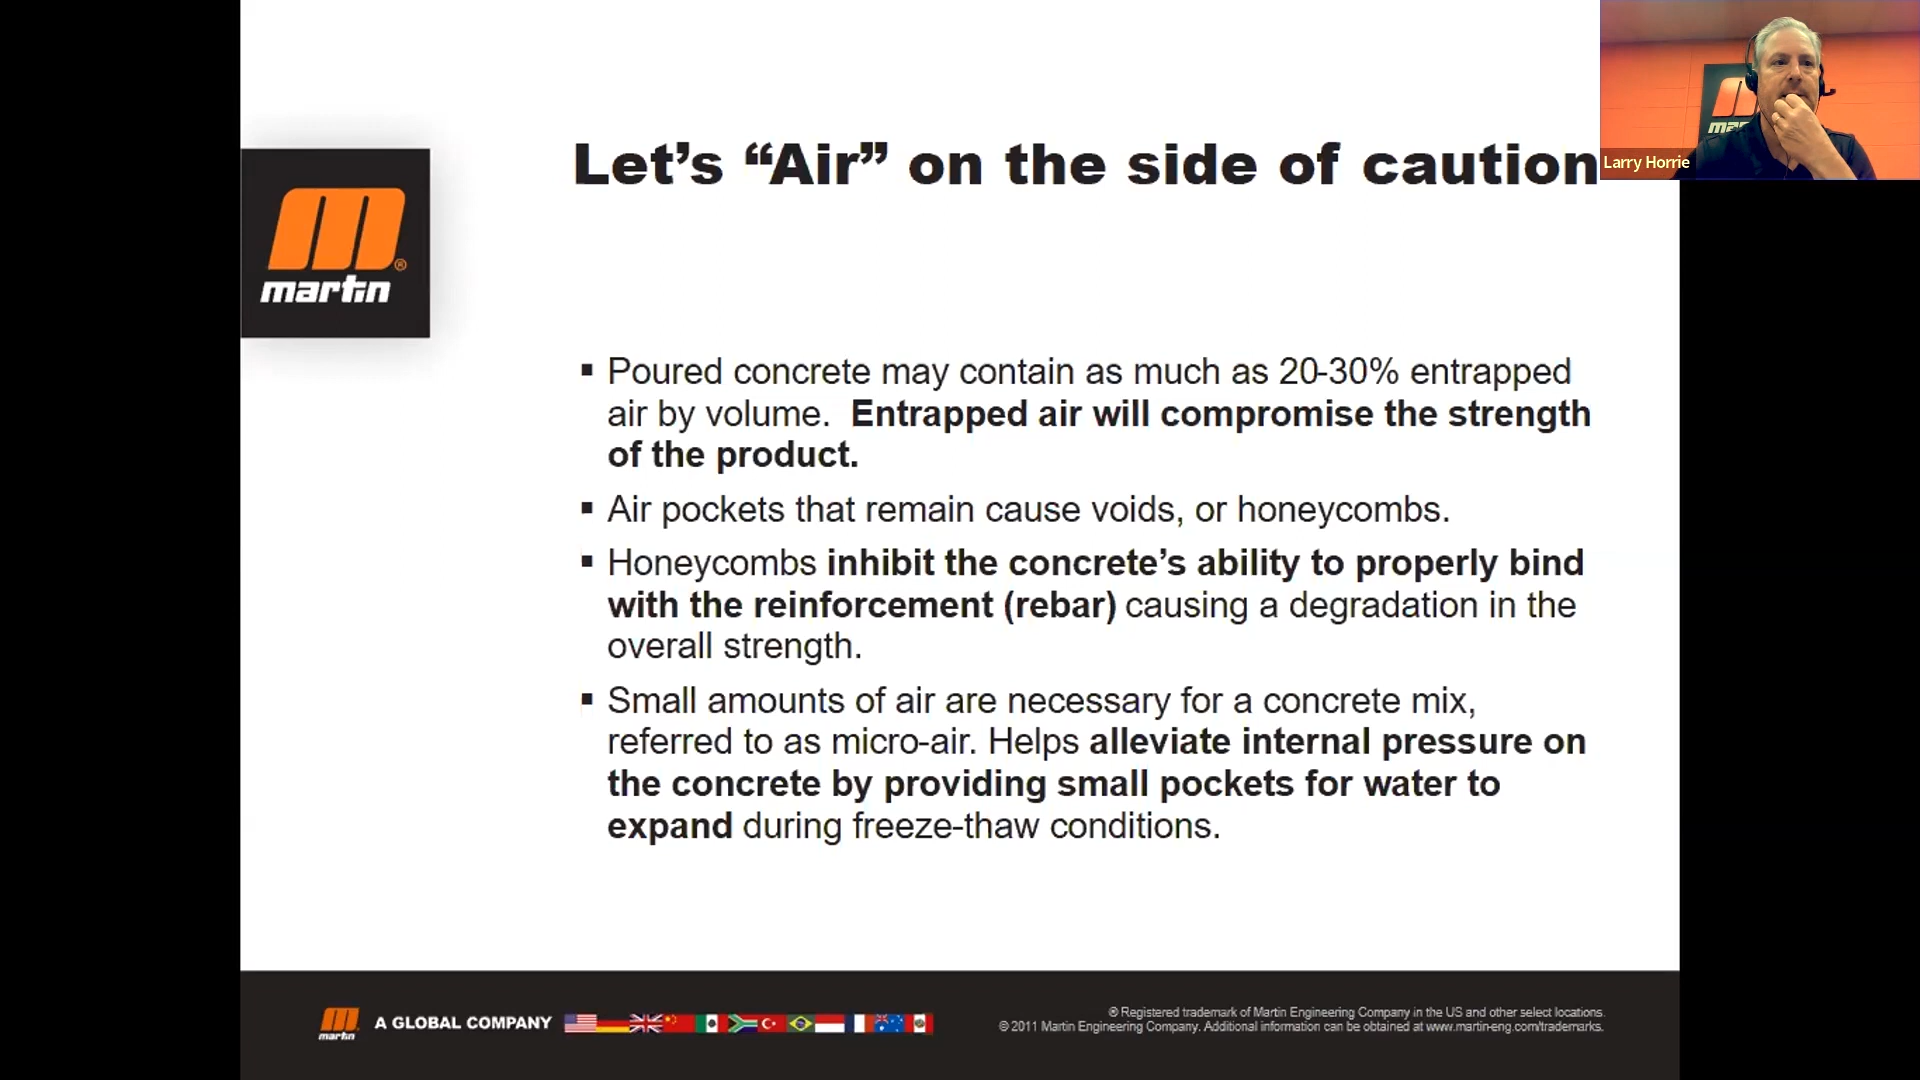 Let's “Air” on the side of caution
martin
mar
Larry Horrie
▪ Poured concrete may contain as much as 20-30% entrapped
air by volume.  Entrapped air will compromise the strength
of the product.
▪ Air pockets that remain cause voids, or honeycombs.
▪ Honeycombs inhibit the concrete’s ability to properly bind
with the reinforcement (rebar) causing a degradation in the
overall strength.
▪ Small amounts of air are necessary for a concrete mix,
referred to as micro-air. Helps alleviate internal pressure on
the concrete by providing small pockets for water to
expand during freeze-thaw conditions.
martin
A GLOBAL COMPANY
® Registered trademark of Martin Engineering Company in the US and other select locations.
© 2011 Martin Engineering Company. Additional information can be obtained at www.martin-eng.com/trademarks.